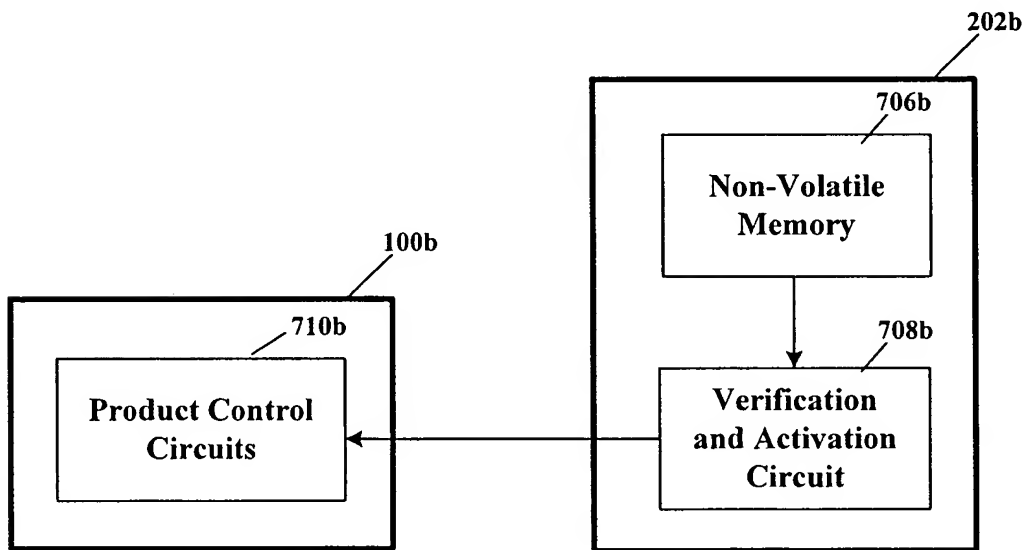 202b
706b
Non-Volatile
Memory
100b
710b
Product Control
Circuits
708b
Verification
and Activation
Circuit